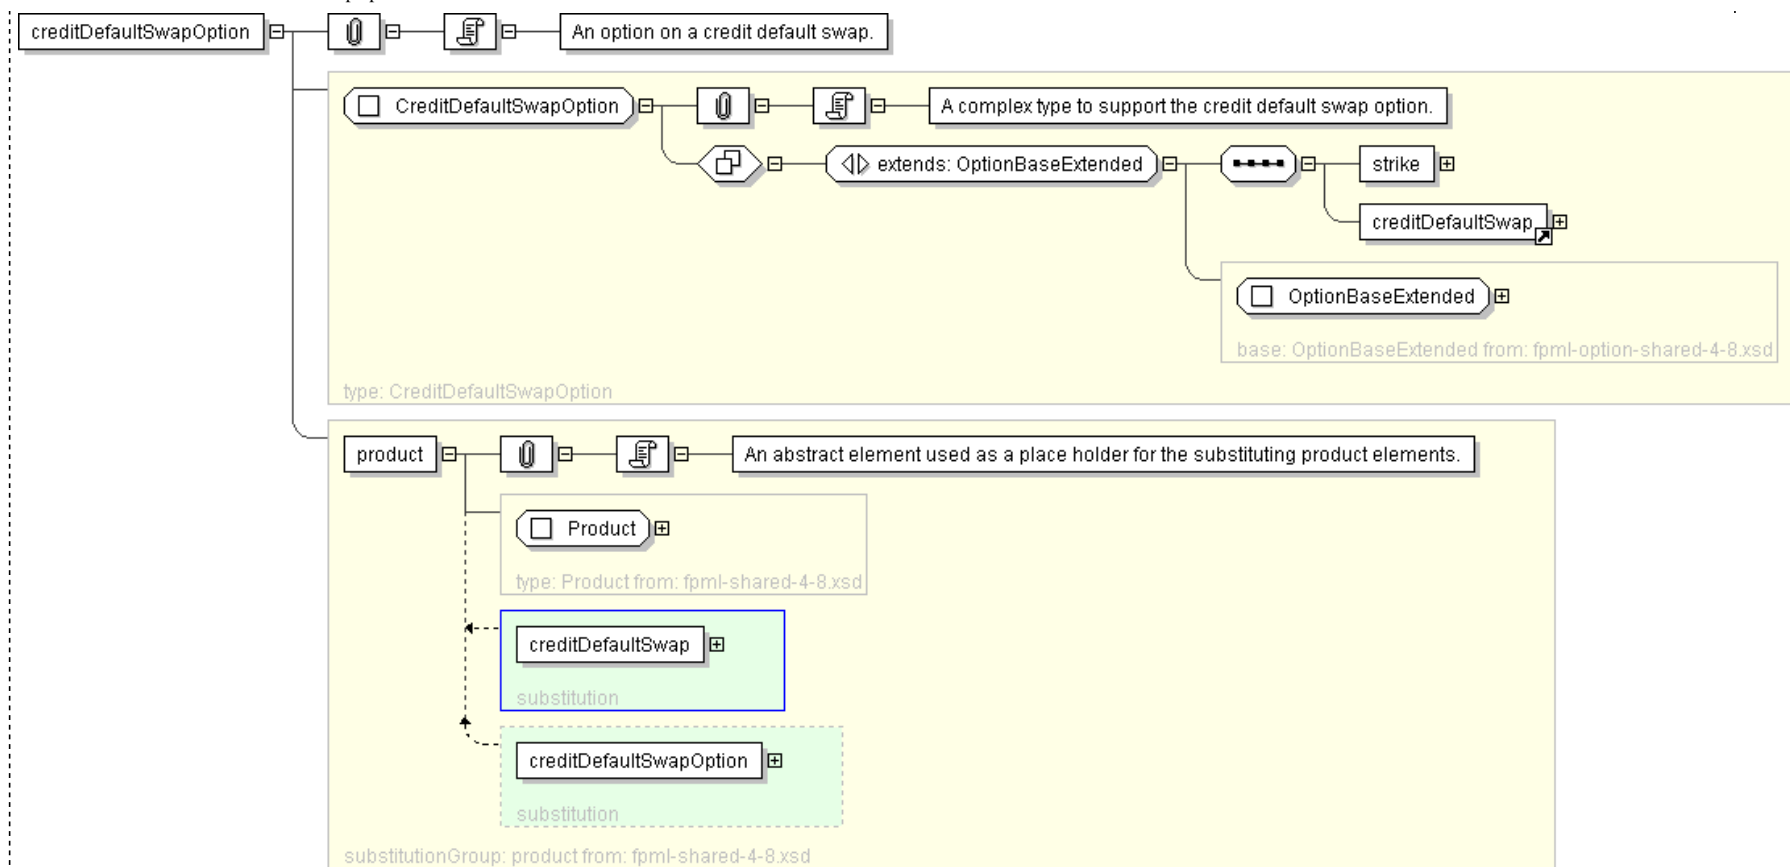 creditDefaultSwapOption
An option on a credit default swap.
CreditDefaultSwapOption
A complex type to support the credit default swap option.
extends: OptionBaseExtended
strike
creditDefaultSwap
OptionBaseExtended
base: OptionBaseExtended from: fpml-option-shared-4-8.xsd
type: CreditDefaultSwapOption
product
An abstract element used as a place holder for the substituting product elements.
Product
type: Product from: fpml-shared-4-8.xsd
creditDefaultSwap
substitution
creditDefaultSwapOption
substitution
substitutionGroup: product from: fpml-shared-4-8.xsd